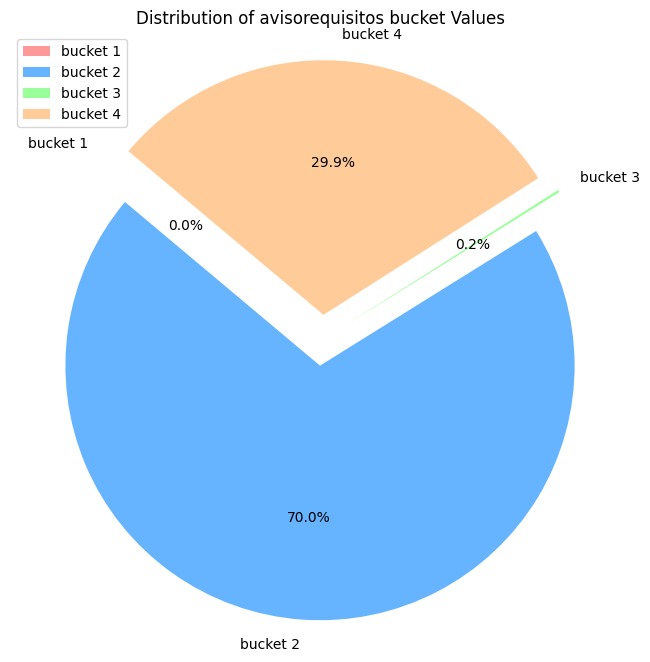 Distribution of avisorequisitos bucket Values
bucket 4
bucket 1
bucket 2
bucket 3
bucket 4
bucket 1
29.9%
bucket 3
0.0%
0.2%
70.0%
bucket 2